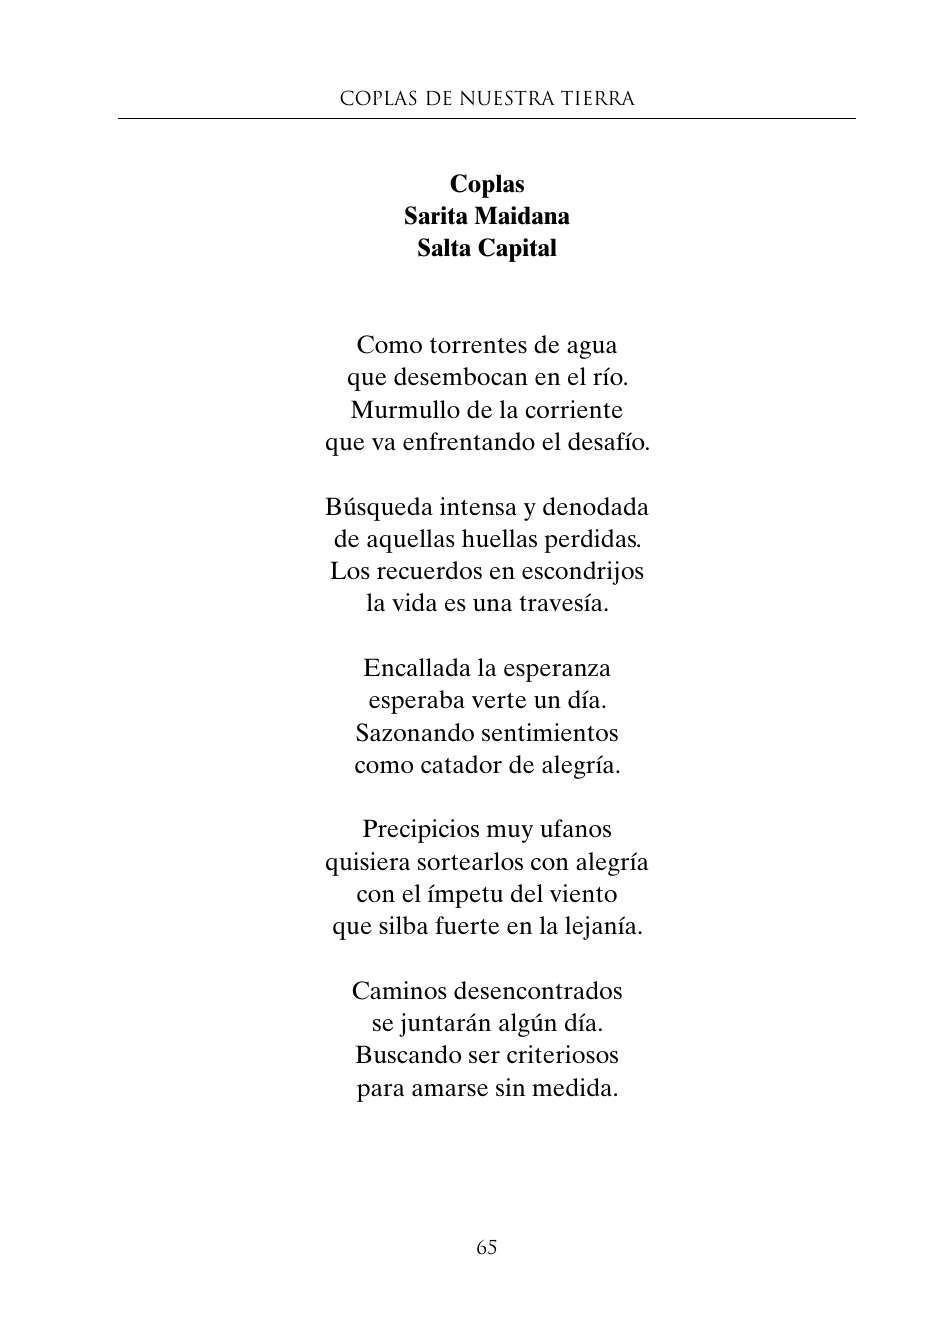 COPLAS DE NUESTRA TIERRA
Coplas
Sarita Maidana
Salta Capital
Como torrentes de agua
que desembocan en el río.
Murmullo de la corriente
que va enfrentando el desafío.
Búsqueda intensa y denodada
de aquellas huellas perdidas.
Los recuerdos en escondrijos
la vida es una travesía.
Encallada la esperanza
esperaba verte un día.
Sazonando sentimientos
como catador de alegría.
Precipicios muy ufanos
quisiera sortearlos con alegría
con el ímpetu del viento
que silba fuerte en la lejanía.
Caminos desencontrados
se juntarán algún día.
Buscando ser criteriosos
para amarse sin medida.
65